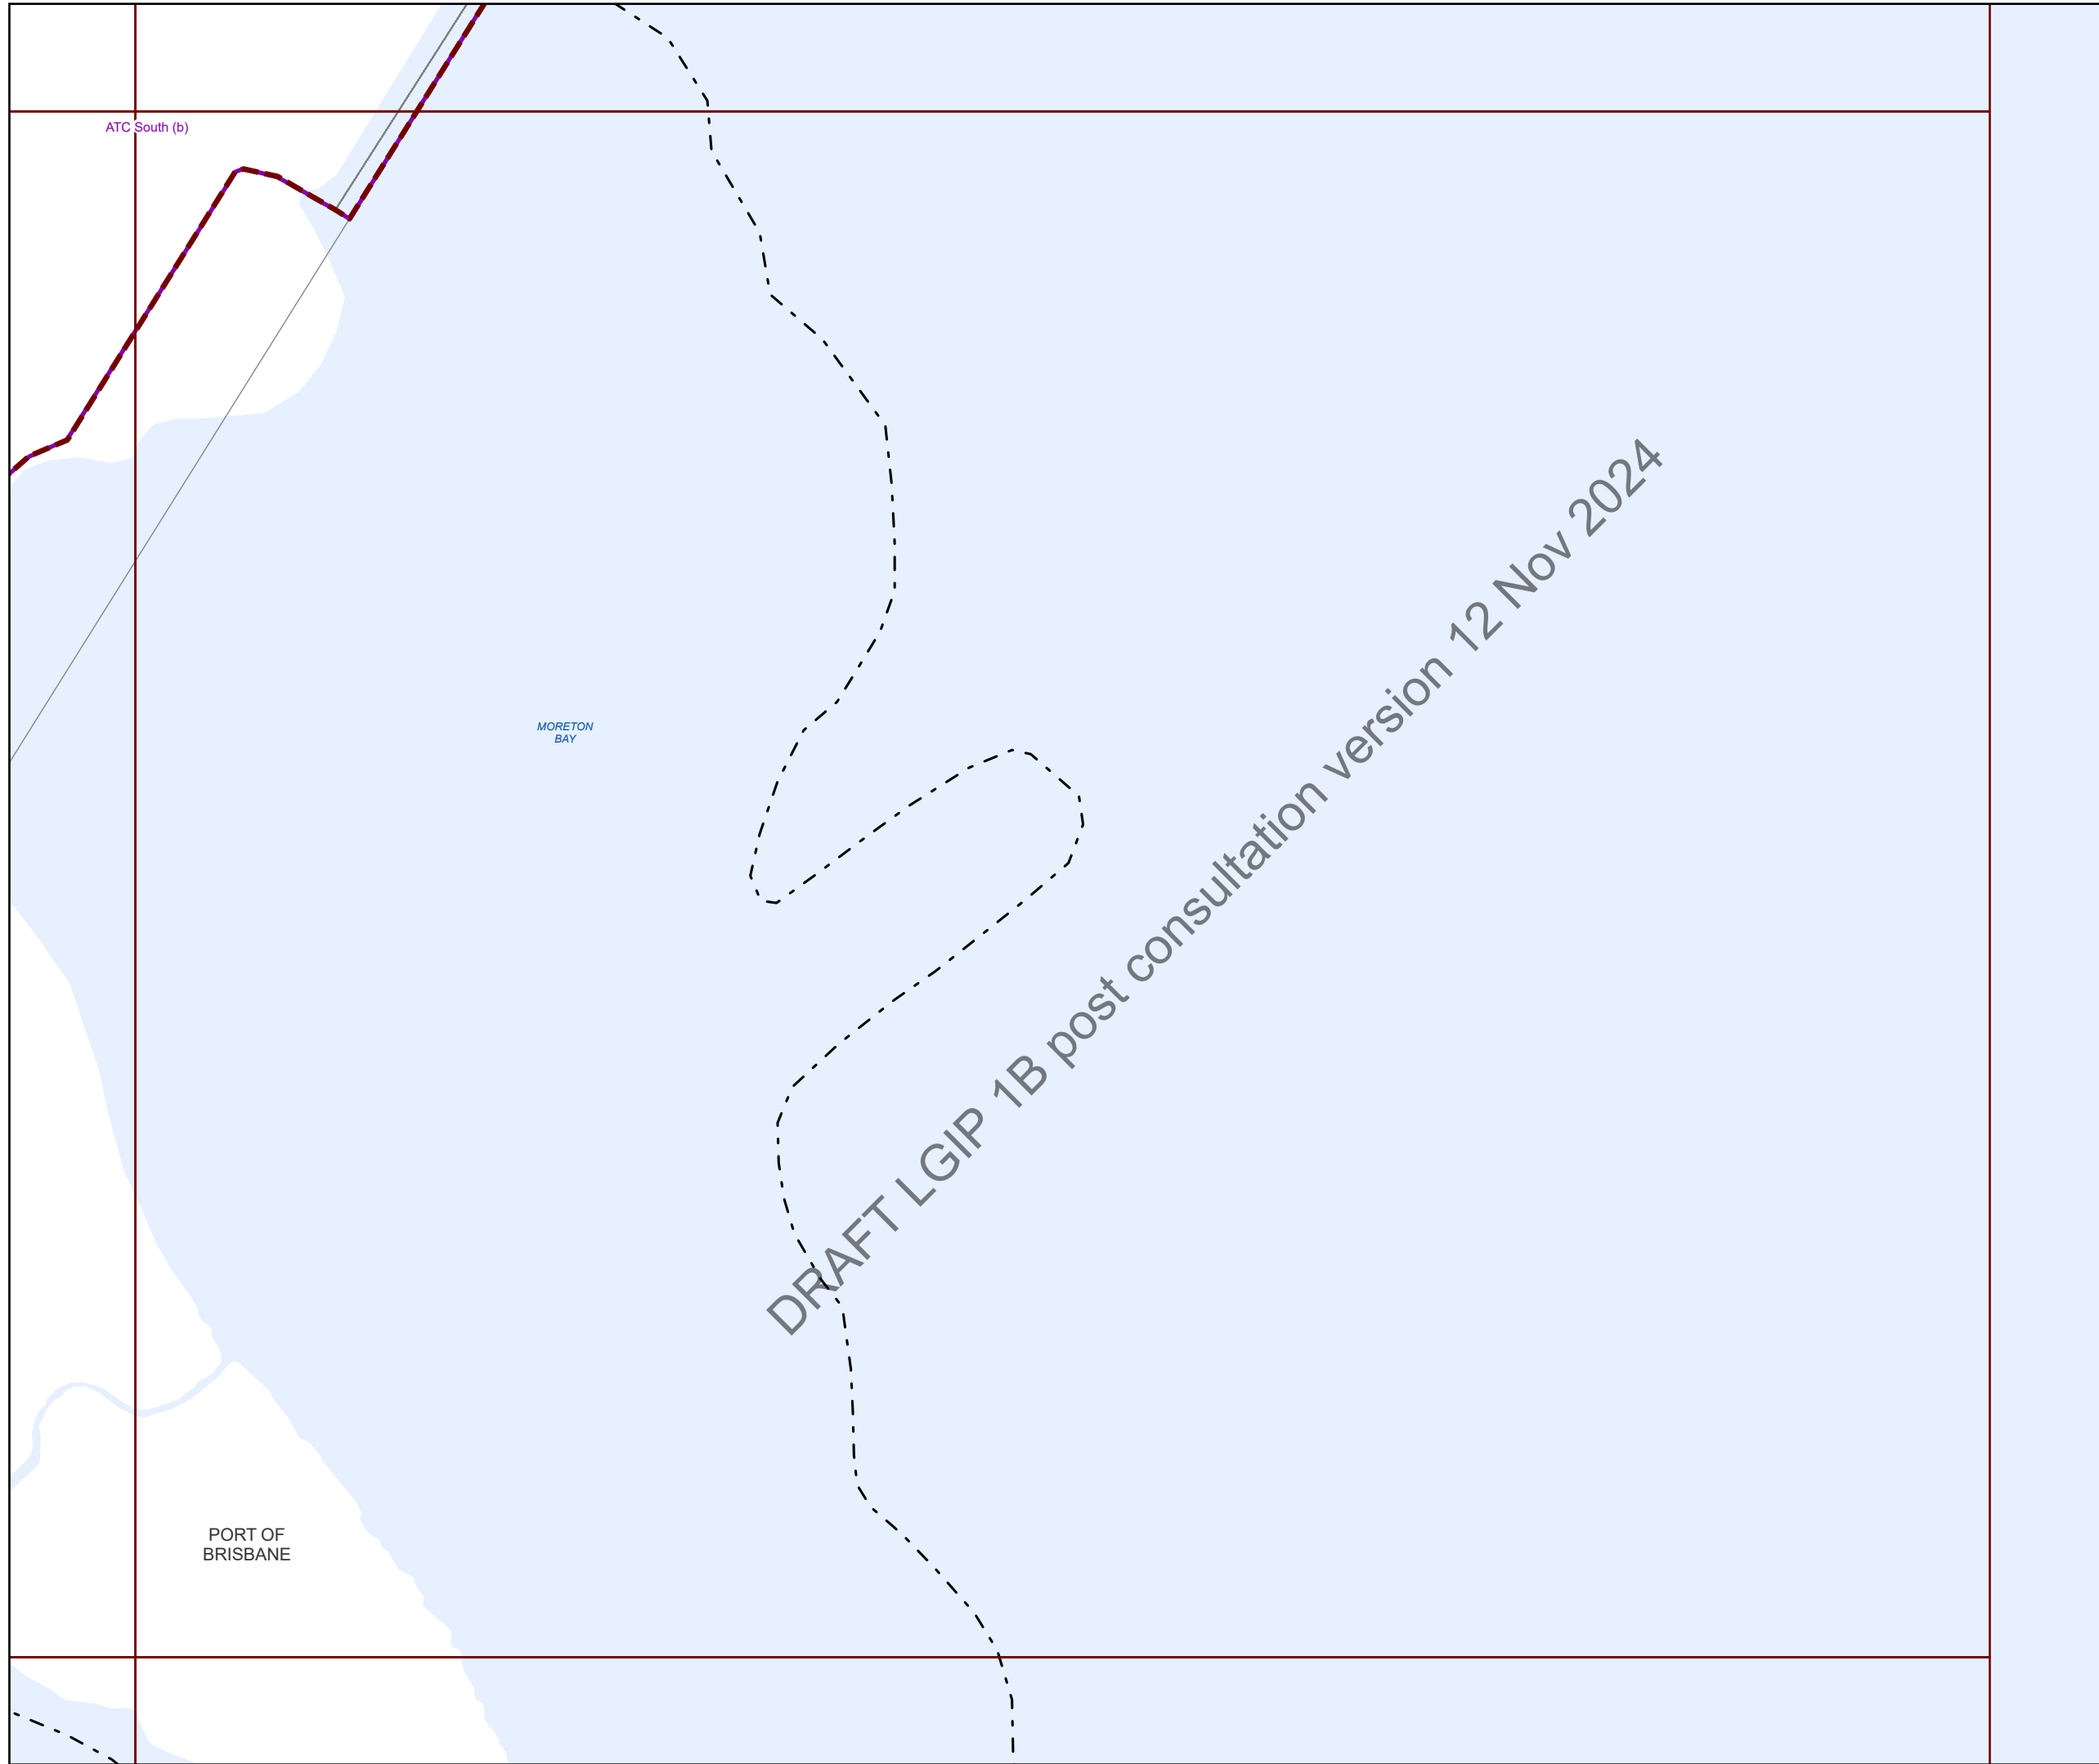 ATC South (b)
MORETON
BAY
DRAFT LGIP 1B post consultation version 12 Nov 2024
PORT OF
BRISBANE